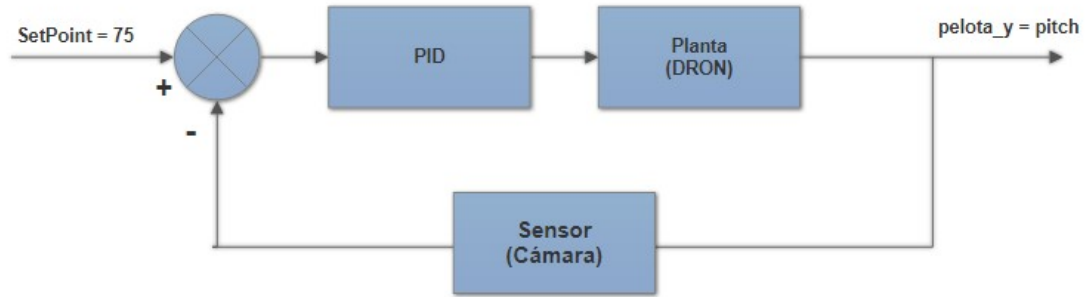 SetPoint = 75
+
-
PID
Planta
(DRON)
pelota_y = pitch
Sensor
(Cámara)